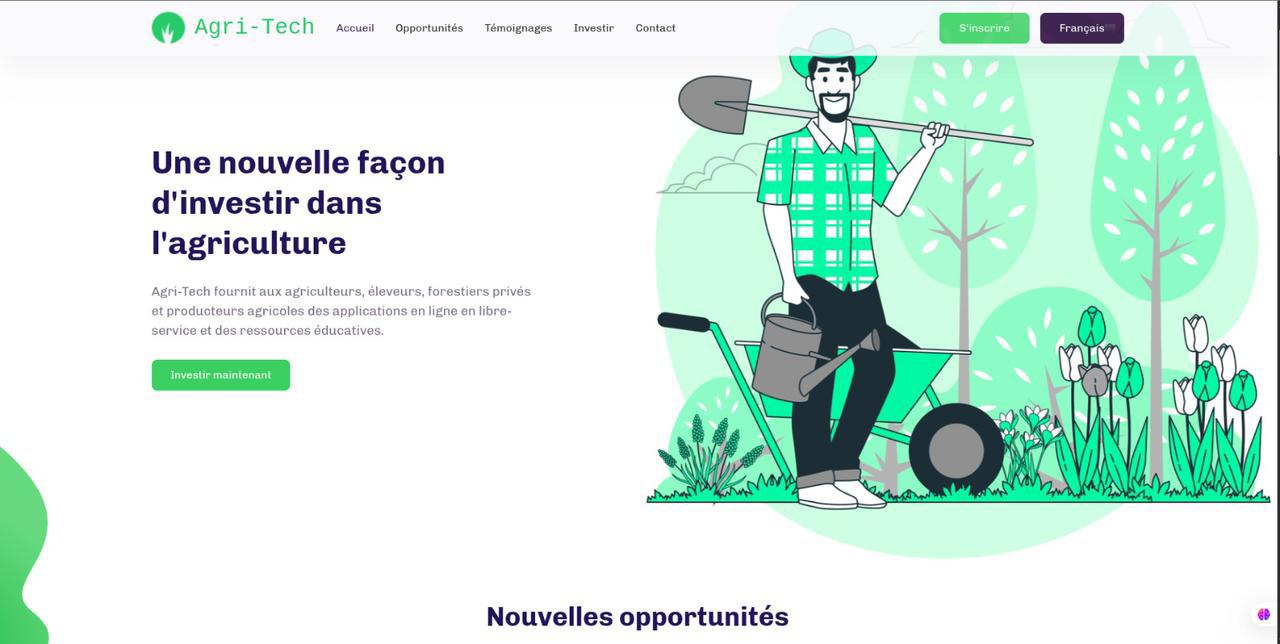 Agri-Tech Accueil Opportunités Témoignages Investir Contact S'inscrire Français
Une nouvelle façon
d'investir dans
l'agriculture
Agri-Tech fournit aux agriculteurs, éleveurs, forestiers privés
et producteurs agricoles des applications en ligne en libre-
service et des ressources éducatives.
Investir maintenant
Nouvelles opportunités